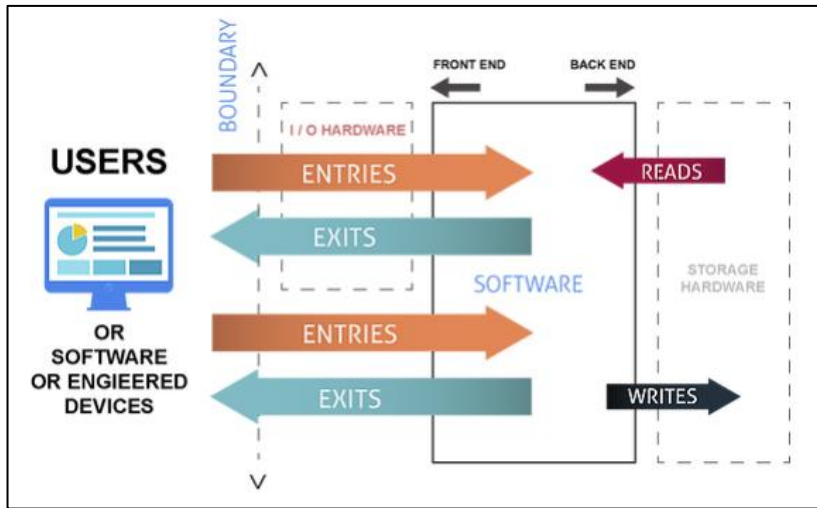 BOUNDARY
FRONT END
BACK END
I / O HARDWARE
USERS
ENTRIES
READS
EXITS
SOFTWARE
STORAGE
HARDWARE
ENTRIES
OR
SOFTWARE
OR ENGIEERED
DEVICES
EXITS
WRITES